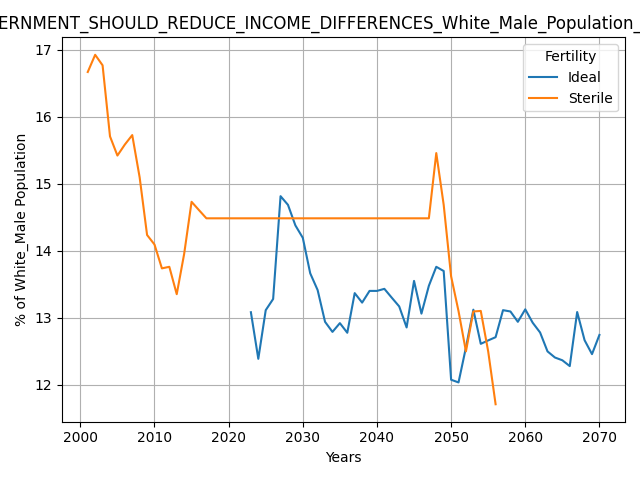 ERNMENT_SHOULD_REDUCE_INCOME_DIFFERENCES_White_Male_Population_
17
16
15
14
13
12
% of White_Male Population
Fertility
Ideal
Sterile
2000 2010 2020 2030 2040 2050 2060 2070
Years